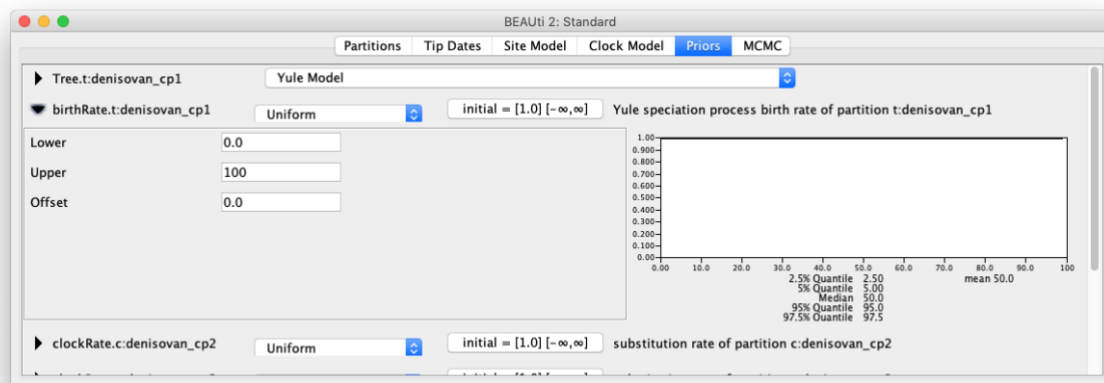 BEAUti 2: Standard
Partitions Tip Dates Site Model Clock Model Priors MCMC
Tree.t:denisovan_cp1 Yule Model
birthRate.t:denisovan_cp1 Uniform initial = [1.0] [-∞,∞] Yule speciation process birth rate of partition t:denisovan_cp1
Lower 0.0
Upper 100
Offset 0.0
1.00
0.900
0.800
0.700
0.600
0.500
0.400
0.300
0.200
0.100
0.00
0.00 10.0 20.0 30.0 40.0 50.0 60.0 70.0 80.0 90.0 100
2.5% Quantile 2.50 mean 50.0
5% Quantile 5.00
Median 50.0
95% Quantile 95.0
97.5% Quantile 97.5
clockRate.c:denisovan_cp2 Uniform initial = [1.0] [-∞,∞] substitution rate of partition c:denisovan_cp2